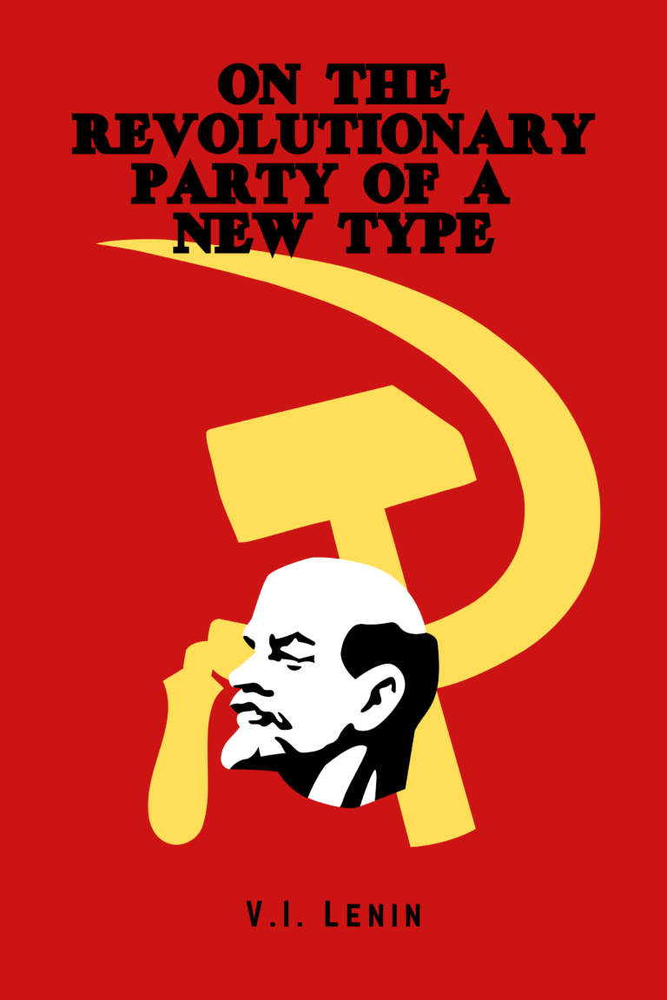 ON THE
REVOLUTIONARY
PARTY OF A
NEW TYPE
V.I. LENIN